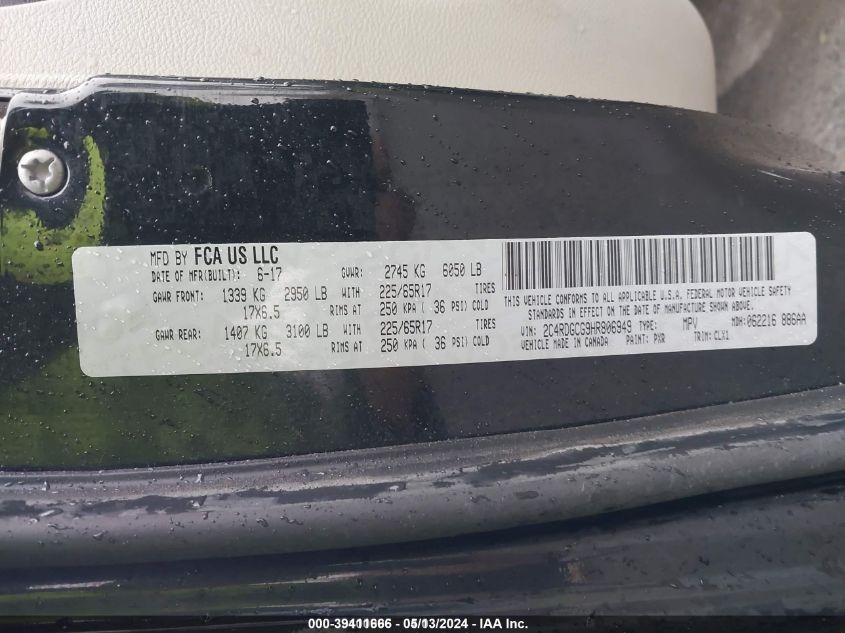 MFD BY FCA US LLC
DATE OF MFR(BUILT): 6-17 GVWR: 2745 KG 6050 LB
GAWR FRONT: 1339 KG 2950 LB WITH 225/65R17 TIRES
17X6.5 RIMS AT 250 KPA ( 36 PSI) COLD
GAWR REAR: 1407 KG 3100 LB WITH 225/65R17 TIRES
17X6.5 RIMS AT 250 KPA ( 36 PSI) COLD
THIS VEHICLE CONFORMS TO ALL APPLICABLE U.S.A. FEDERAL MOTOR VEHICLE SAFETY
STANDARDS IN EFFECT ON THE DATE OF MANUFACTURE SHOWN ABOVE.
VIN: 2C4RDGCG9HR806949 TYPE: MPV MDH: 062216 886AA
VEHICLE MADE IN CANADA PAINT: PXR TRIM: CLX1
000-39411666 - 05/13/2024 - IAA Inc.